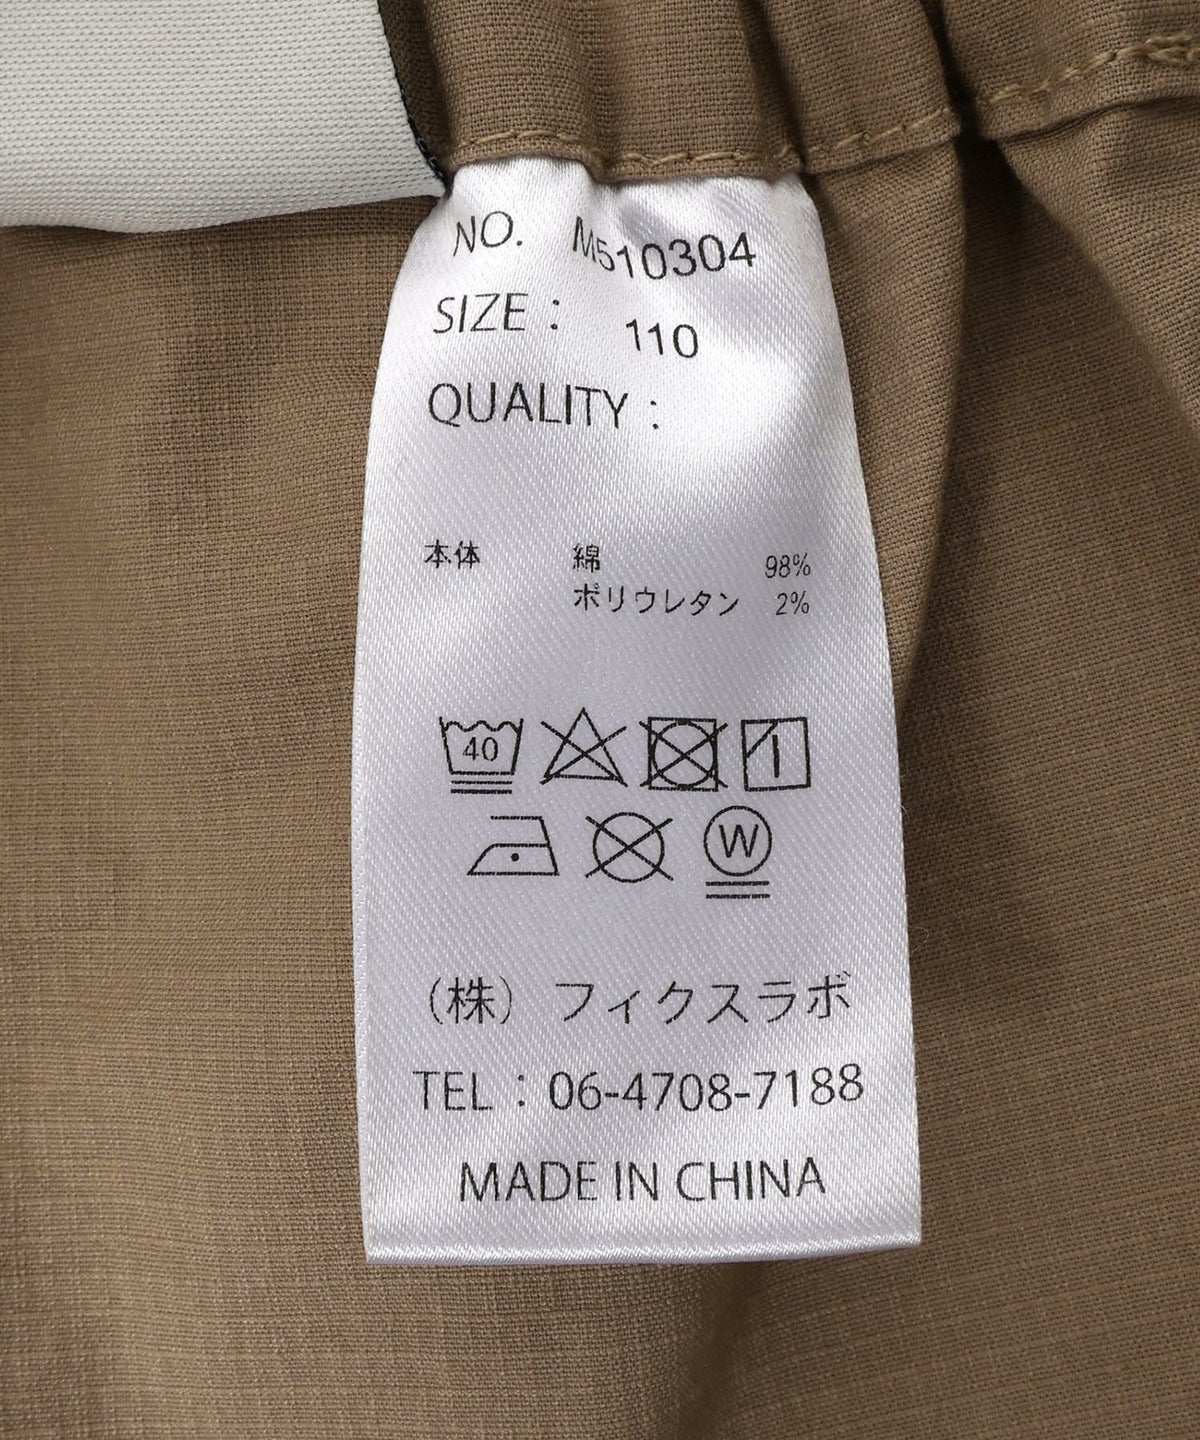 NO. M510304
SIZE : 110
QUALITY :
本体 綿 98%
ポリウレタン 2%
40
W
(株) フィクスラボ
TEL : 06-4708-7188
MADE IN CHINA